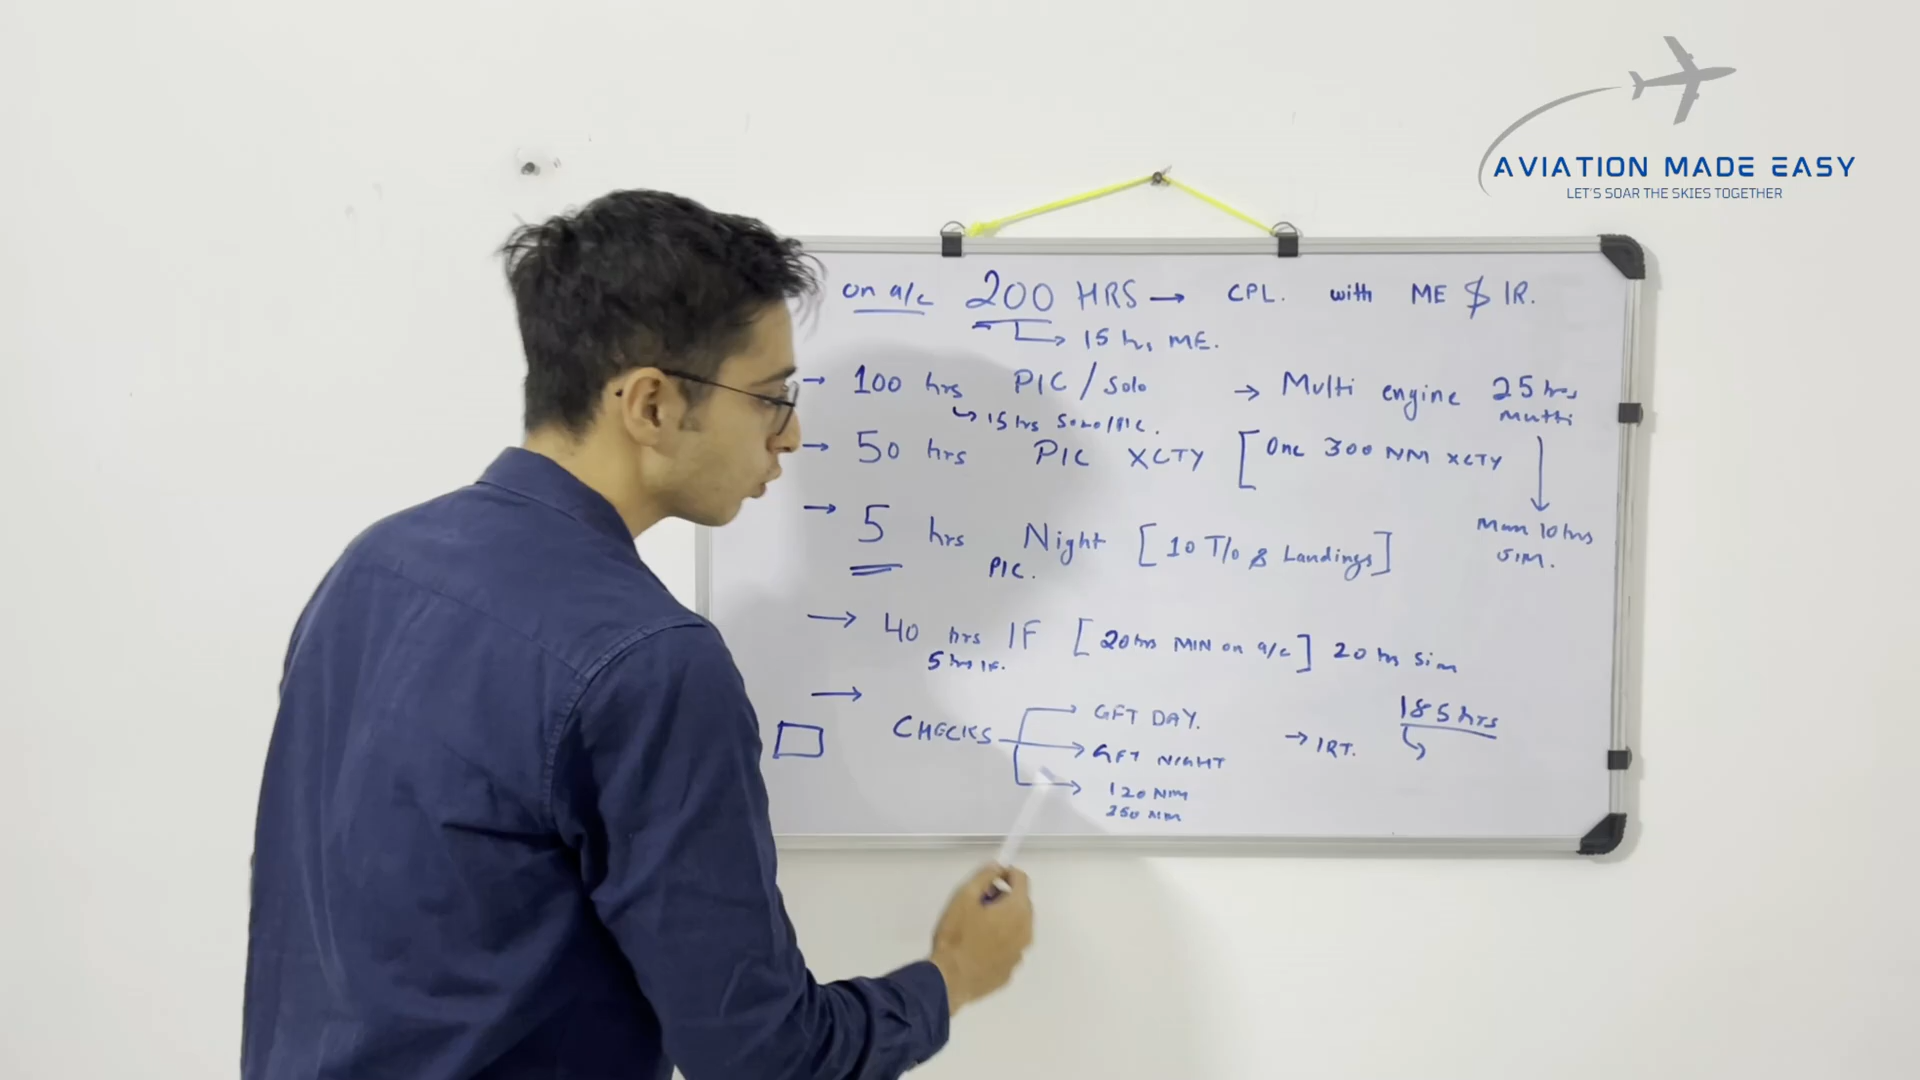 AVIATION MADE EASY
LET'S SOAR THE SKIES TOGETHER
on a/c 200 HRS → CPL. with ME $ IR.
15 hrs ME.
→ 100 hrs PIC / Solo → Multi engine 25 hrs
multi
↳ 15 hrs Solo/PIC.
→ 50 hrs PIC XCTY [One 300 NM XCTY
→ 5 hrs Night [10 T/o & Landings]
PIC.
Max 10 hrs
sim.
→ 40 hrs IF [20 hrs MIN on a/c] 20 hrs sim
5 hrs IF.
→ CHECKS
GFT DAY.
GFT NIGHT
120 NM
250 NM
→ IRT.
185 hrs